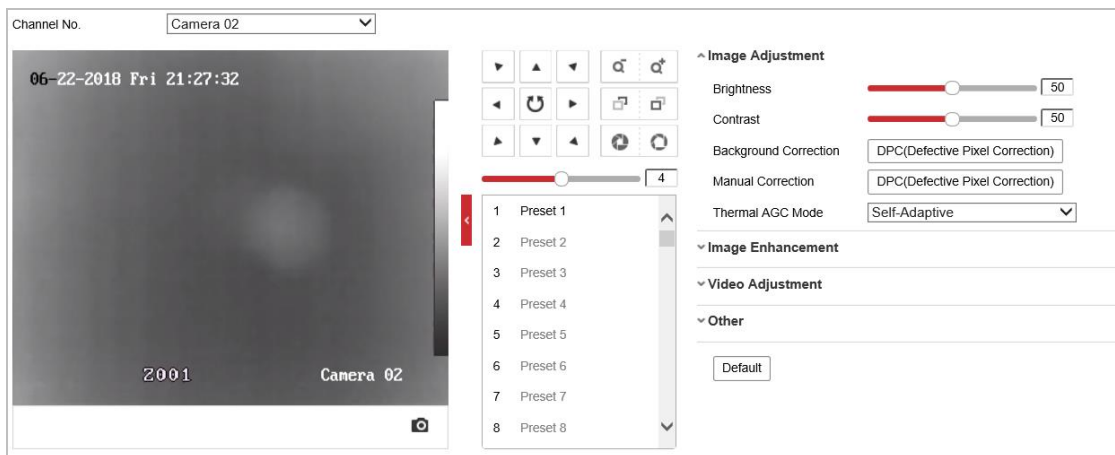 Channel No. Camera 02
06-22-2018 Fri 21:27:32
Z001 Camera 02
4
1 Preset 1
2 Preset 2
3 Preset 3
4 Preset 4
5 Preset 5
6 Preset 6
7 Preset 7
8 Preset 8
Image Adjustment
Brightness 50
Contrast 50
Background Correction DPC(Defective Pixel Correction)
Manual Correction DPC(Defective Pixel Correction)
Thermal AGC Mode Self-Adaptive
Image Enhancement
Video Adjustment
Other
Default